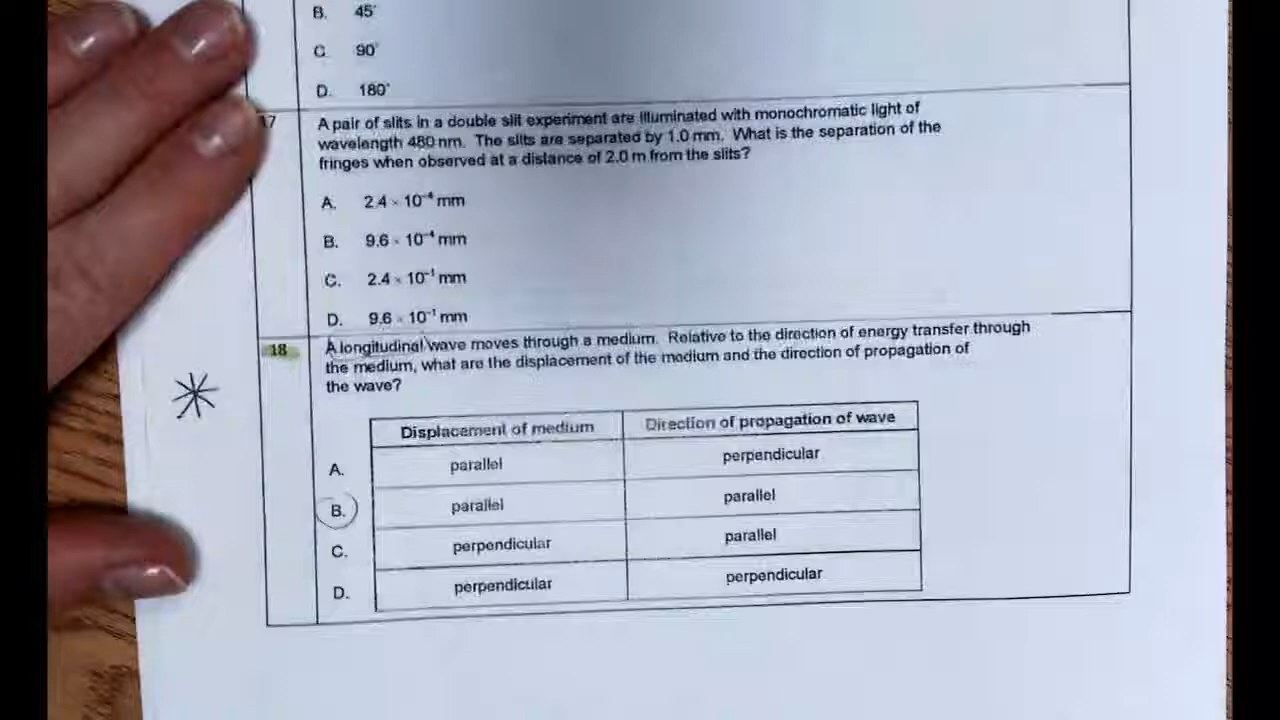 B. 45°
C. 90°
D. 180°
17 A pair of slits in a double slit experiment are illuminated with monochromatic light of
wavelength 480 nm. The slits are separated by 1.0 mm. What is the separation of the
fringes when observed at a distance of 2.0 m from the slits?
A. 2.4 × 10⁻⁴ mm
B. 9.6 × 10⁻⁴ mm
C. 2.4 × 10⁻¹ mm
D. 9.6 × 10⁻¹ mm
18 A longitudinal wave moves through a medium. Relative to the direction of energy transfer through
the medium, what are the displacement of the medium and the direction of propagation of
the wave?
Displacement of medium Direction of propagation of wave
A. parallel perpendicular
B. parallel parallel
C. perpendicular parallel
D. perpendicular perpendicular